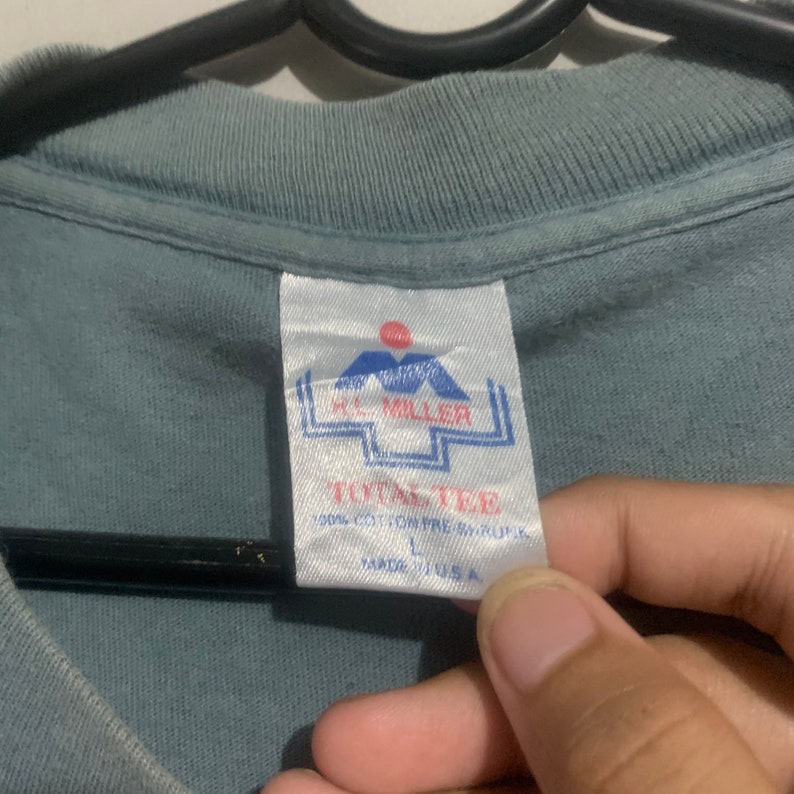 H.L. MILLER
TOTAL TEE
100% COTTON PRE-SHRUNK
L
MADE IN U.S.A.